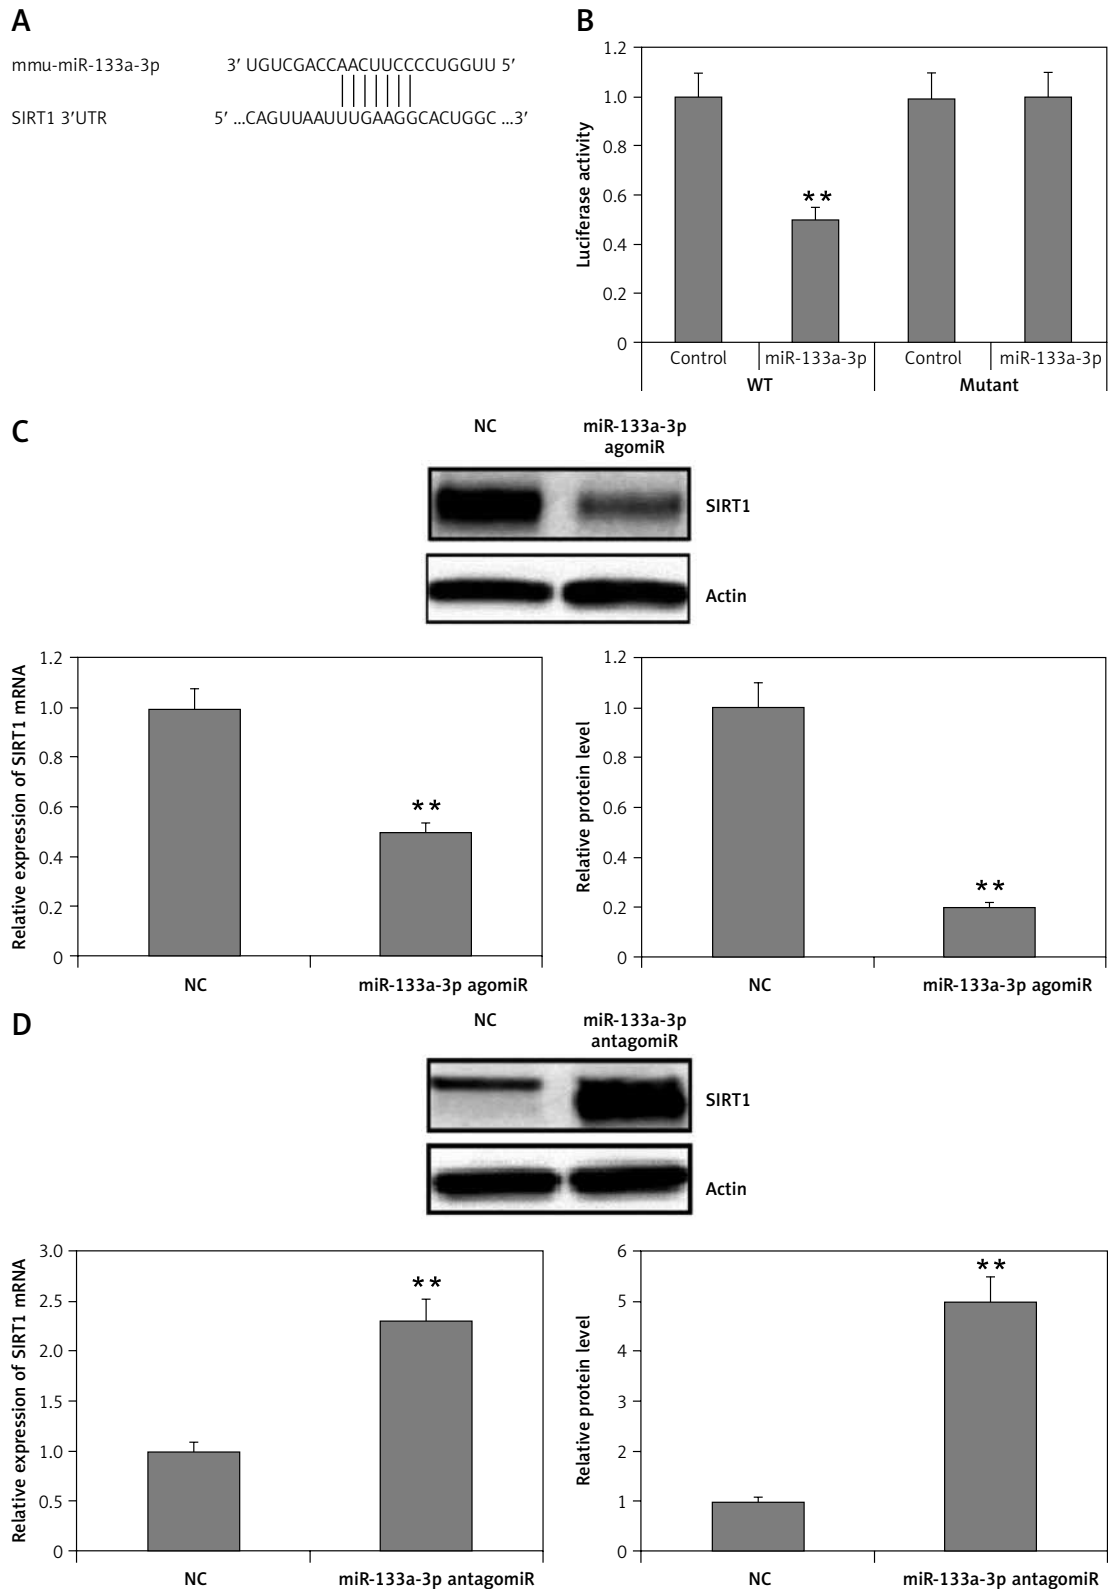 A
mmu-miR-133a-3p 3′ UGUCGACCAACUUCCCCUGGUU 5′
SIRT1 3′UTR 5′ ...CAGUUAAUUUGAAGGCACUGGC ...3′
B
Luciferase activity
1.2
1.0
0.8
0.6
0.4
0.2
0
**
Control miR-133a-3p Control miR-133a-3p
WT Mutant
C
NC miR-133a-3p
agomiR
SIRT1
Actin
Relative expression of SIRT1 mRNA
1.2
1.0
0.8
0.6
0.4
0.2
0
**
NC miR-133a-3p agomiR
Relative protein level
1.2
1.0
0.8
0.6
0.4
0.2
0
**
NC miR-133a-3p agomiR
D
NC miR-133a-3p
antagomiR
SIRT1
Actin
Relative expression of SIRT1 mRNA
3.0
2.5
2.0
1.5
1.0
0.5
0
**
NC miR-133a-3p antagomiR
Relative protein level
6
5
4
3
2
1
0
**
NC miR-133a-3p antagomiR